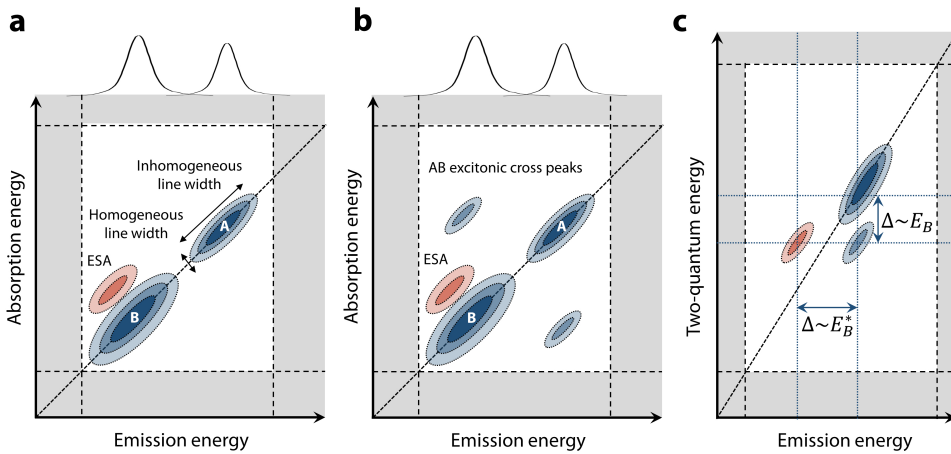 a
Absorption energy
Inhomogeneous
line width
Homogeneous
line width
A
ESA
B
Emission energy
b
Absorption energy
AB excitonic cross peaks
A
ESA
B
Emission energy
c
Two-quantum energy
Δ~E_B
Δ~E_B^*
Emission energy